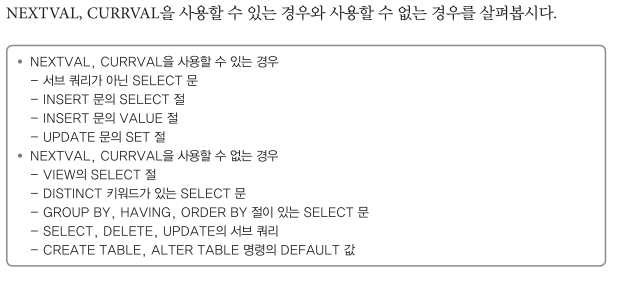 NEXTVAL, CURRVAL을 사용할 수 있는 경우와 사용할 수 없는 경우를 살펴봅시다.
• NEXTVAL, CURRVAL을 사용할 수 있는 경우
– 서브 쿼리가 아닌 SELECT 문
– INSERT 문의 SELECT 절
– INSERT 문의 VALUE 절
– UPDATE 문의 SET 절
• NEXTVAL, CURRVAL을 사용할 수 없는 경우
– VIEW의 SELECT 절
– DISTINCT 키워드가 있는 SELECT 문
– GROUP BY, HAVING, ORDER BY 절이 있는 SELECT 문
– SELECT, DELETE, UPDATE의 서브 쿼리
– CREATE TABLE, ALTER TABLE 명령의 DEFAULT 값